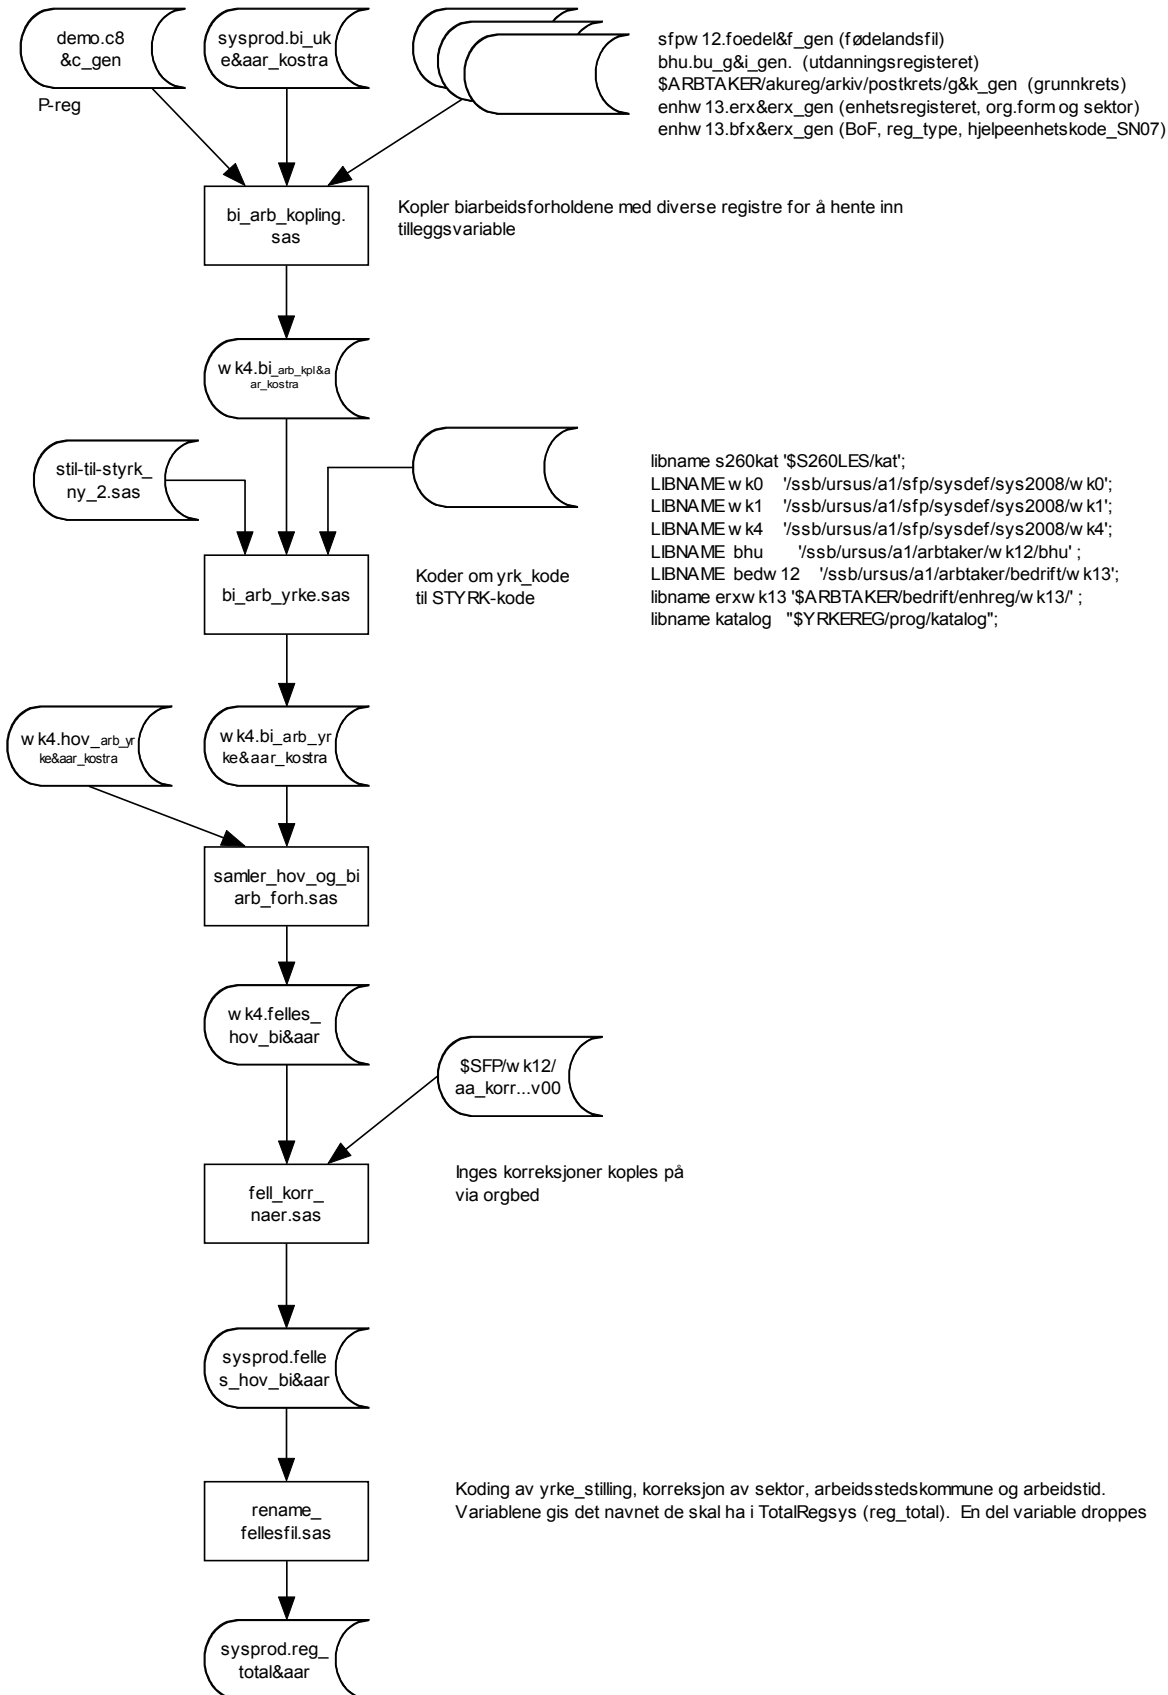 demo.c8
&c_gen
P-reg
sysprod.bi_uk
e&aar_kostra
sfpw12.foedel&f_gen (fødelandsfil)
bhu.bu_g&i_gen. (utdanningsregisteret)
$ARBTAKER/akureg/arkiv/postkrets/g&k_gen (grunnkrets)
enhw13.erx&erx_gen (enhetsregisteret, org.form og sektor)
enhw13.bfx&erx_gen (BoF, reg_type, hjelpeenhetskode_SN07)
bi_arb_kopling.
sas
Kopler biarbeidsforholdene med diverse registre for å hente inn
tilleggsvariable
wk4.bi_arb_kpl&a
ar_kostra
stil-til-styrk_
ny_2.sas
libname s260kat '$S260LES/kat';
LIBNAME wk0 '/ssb/ursus/a1/sfp/sysdef/sys2008/wk0';
LIBNAME wk1 '/ssb/ursus/a1/sfp/sysdef/sys2008/wk1';
LIBNAME wk4 '/ssb/ursus/a1/sfp/sysdef/sys2008/wk4';
LIBNAME bhu '/ssb/ursus/a1/arbtaker/wk12/bhu' ;
LIBNAME bedw12 '/ssb/ursus/a1/arbtaker/bedrift/wk13';
libname erxwk13 '$ARBTAKER/bedrift/enhreg/wk13/' ;
libname katalog "$YRKEREG/prog/katalog";
bi_arb_yrke.sas
Koder om yrk_kode
til STYRK-kode
wk4.hov_arb_yr
ke&aar_kostra
wk4.bi_arb_yr
ke&aar_kostra
samler_hov_og_bi
arb_forh.sas
wk4.felles_
hov_bi&aar
$SFP/wk12/
aa_korr...v00
fell_korr_
naer.sas
Inges korreksjoner koples på
via orgbed
sysprod.felle
s_hov_bi&aar
rename_
fellesfil.sas
Koding av yrke_stilling, korreksjon av sektor, arbeidsstedskommune og arbeidstid.
Variablene gis det navnet de skal ha i TotalRegsys (reg_total). En del variable droppes
sysprod.reg_
total&aar